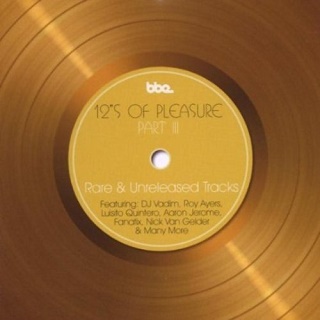 bbe
12"S OF PLEASURE
PART III
Rare & Unreleased Tracks
Featuring: DJ Vadim, Roy Ayers,
Luisito Quintero, Aaron Jerome,
Fanatix, Nick Van Gelder
& Many More